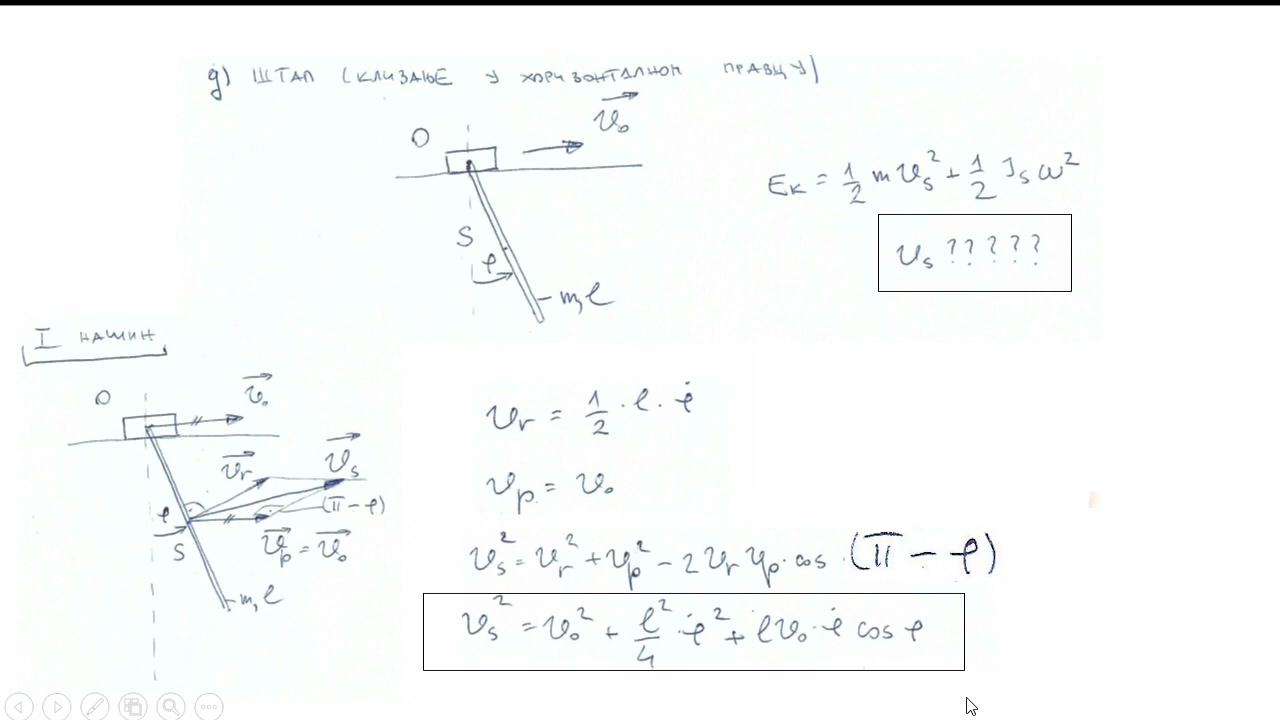 д) ШТАП (КЛИЗАЊЕ У ХОРИЗОНТАЛНОМ ПРАВЦУ)
O
v₀
S
φ
m, l
Eк = 1/2 m vₛ² + 1/2 Jₛ ω²
vₛ ?????
I НАЧИН
O
v₀
vᵣ
vₛ
(π − φ)
φ
S
vₚ = v₀
m, l
vᵣ = 1/2 · l · φ̇
vₚ = v₀
vₛ² = vᵣ² + vₚ² − 2 vᵣ vₚ · cos (π − φ)
vₛ² = v₀² + l²/4 · φ̇² + l v₀ · φ̇ cos φ